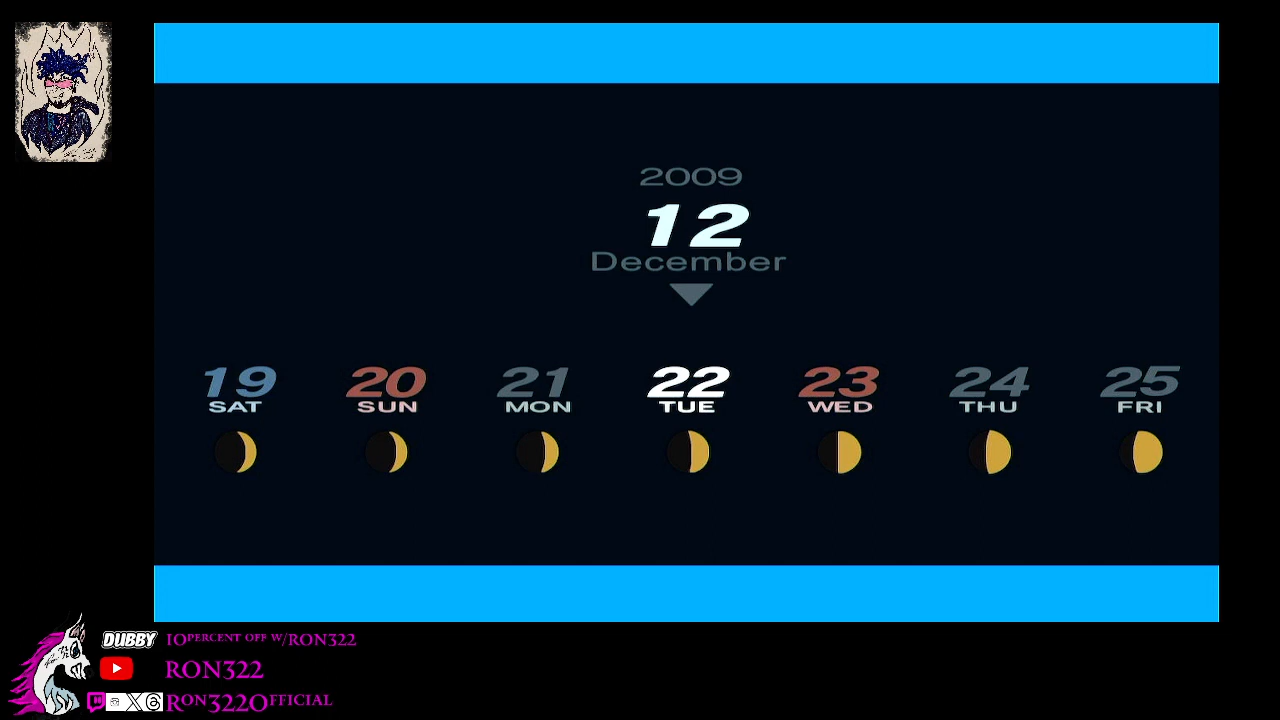 2009
12
December
19 20 21 22 23 24 25
SAT SUN MON TUE WED THU FRI
DUBBY 10PERCENT OFF W/RON322
RON322
RON322OFFICIAL